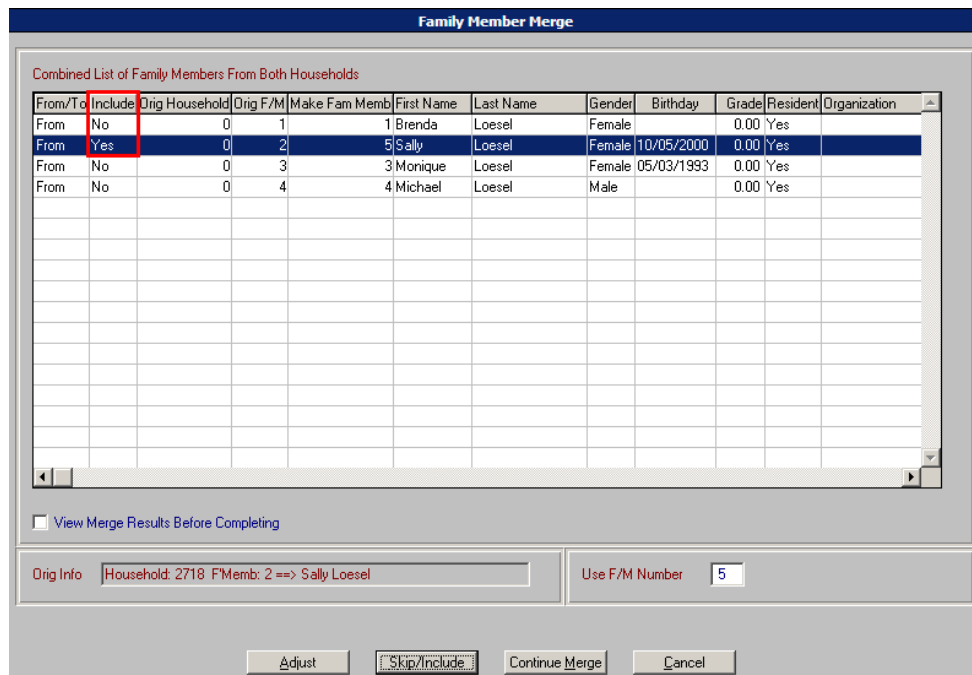 Family Member Merge
Combined List of Family Members From Both Households
From/To Include Orig Household Orig F/M Make Fam Memb First Name Last Name Gender Birthday Grade Resident Organization
From No 0 1 1 Brenda Loesel Female 0.00 Yes
From Yes 0 2 5 Sally Loesel Female 10/05/2000 0.00 Yes
From No 0 3 3 Monique Loesel Female 05/03/1993 0.00 Yes
From No 0 4 4 Michael Loesel Male 0.00 Yes
View Merge Results Before Completing
Orig Info Household: 2718 F'Memb: 2 ==> Sally Loesel Use F/M Number 5
Adjust Skip/Include Continue Merge Cancel